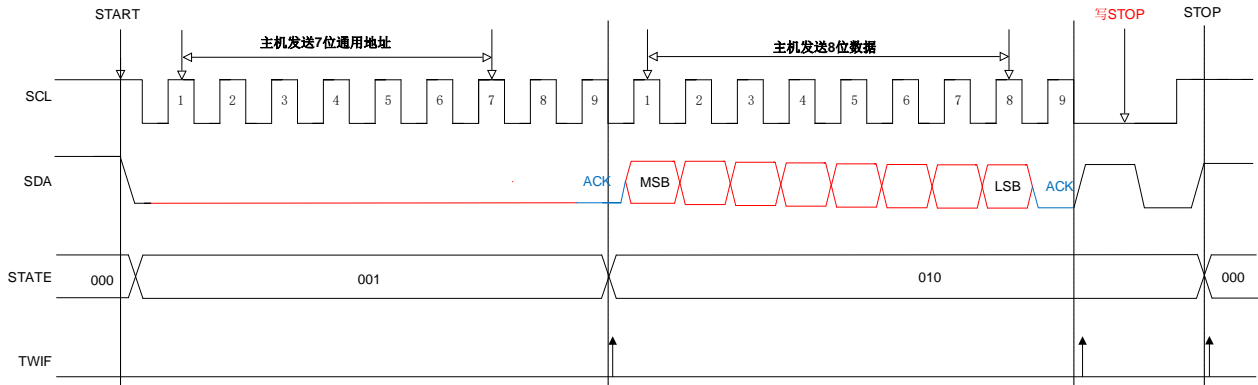 START
写STOP
STOP
主机发送7位通用地址
主机发送8位数据
SCL
1 2 3 4 5 6 7 8 9 1 2 3 4 5 6 7 8 9
SDA
ACK MSB LSB ACK
STATE
000 001 010 000
TWIF